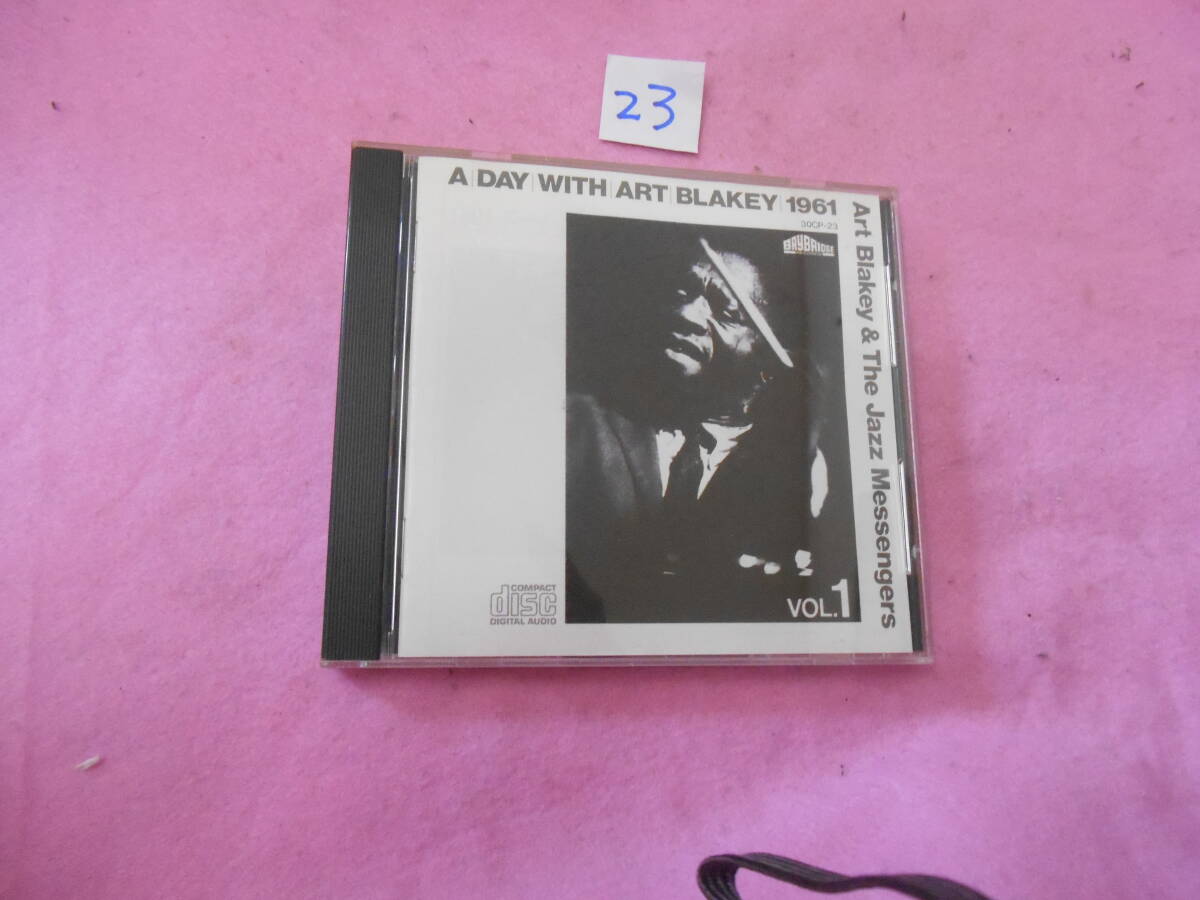 23
A|DAY|WITH|ART|BLAKEY|1961
30CP-23
BAYBRIDGE
Art Blakey & The Jazz Messengers
COMPACT
disc
DIGITAL AUDIO
VOL.1